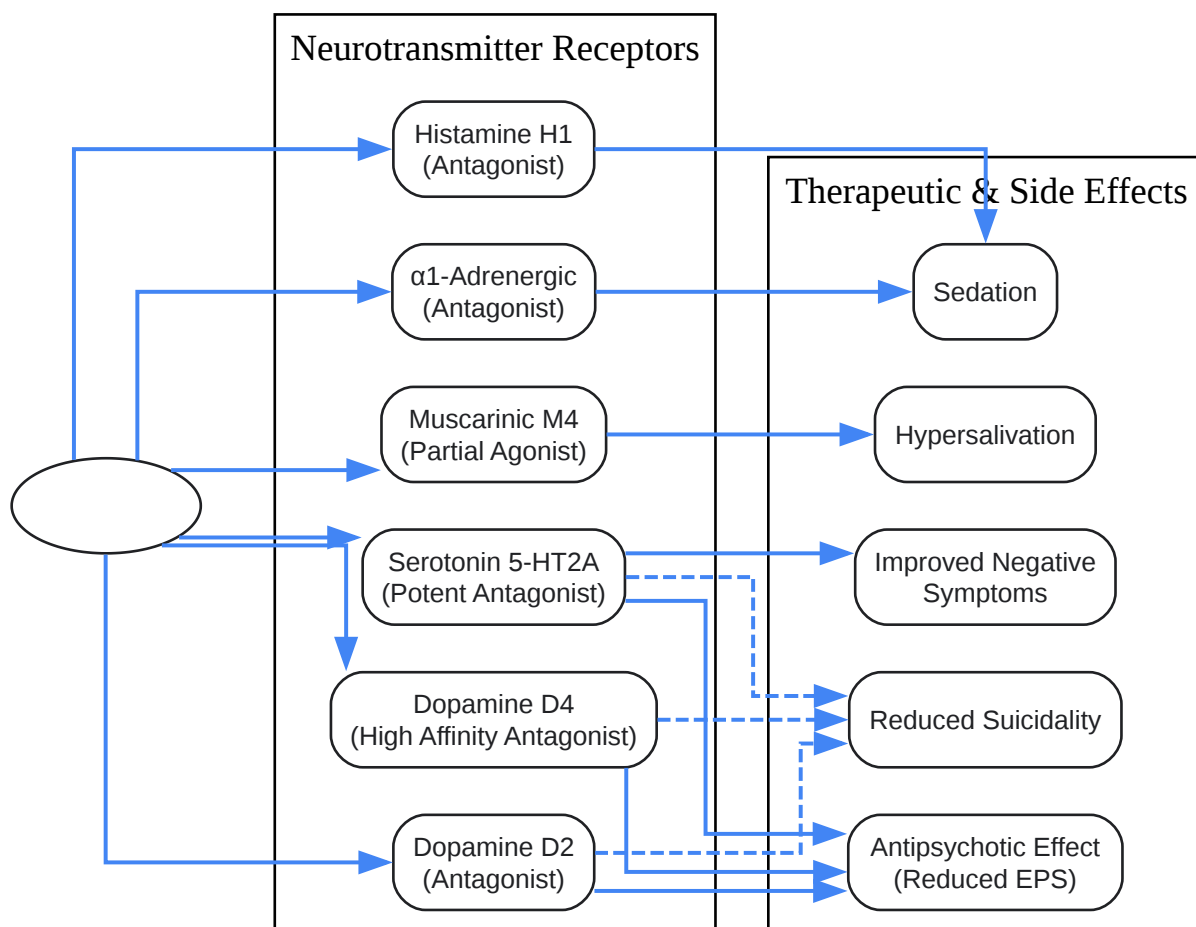 Neurotransmitter Receptors
Histamine H1
(Antagonist)
α1-Adrenergic
(Antagonist)
Muscarinic M4
(Partial Agonist)
Serotonin 5-HT2A
(Potent Antagonist)
Dopamine D4
(High Affinity Antagonist)
Dopamine D2
(Antagonist)
Therapeutic & Side Effects
Sedation
Hypersalivation
Improved Negative
Symptoms
Reduced Suicidality
Antipsychotic Effect
(Reduced EPS)